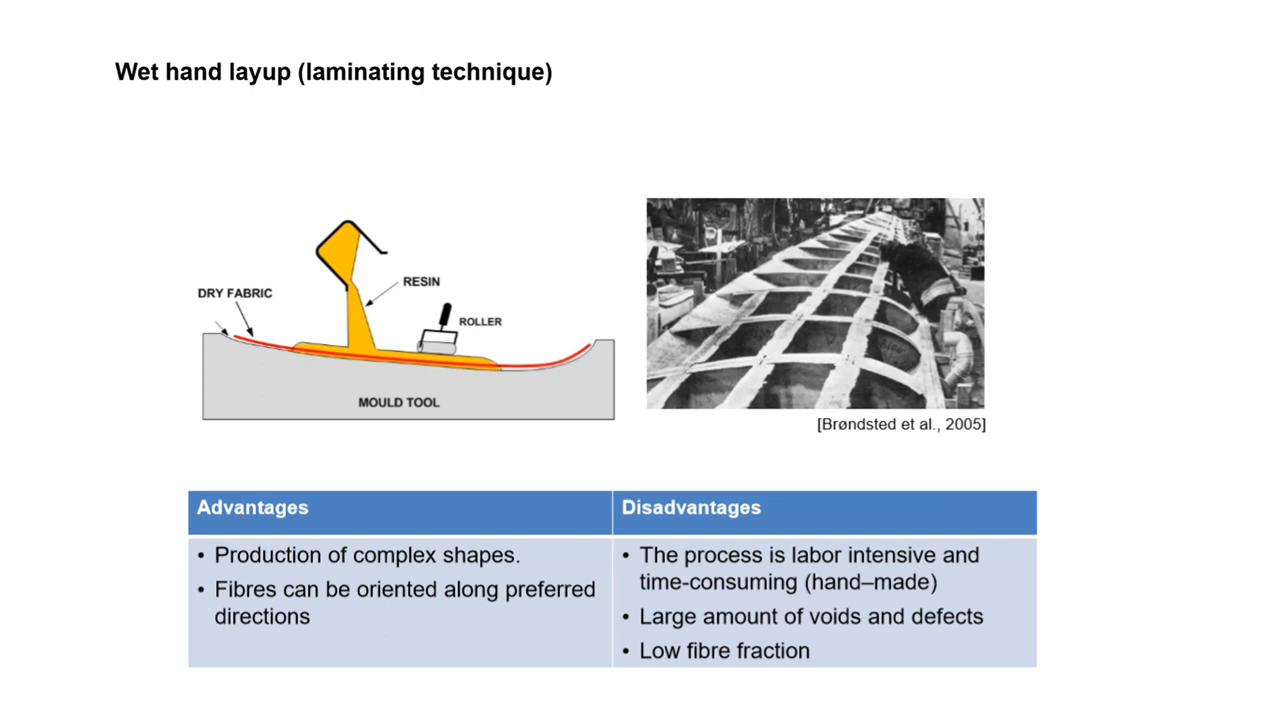 Wet hand layup (laminating technique)
RESIN
DRY FABRIC
ROLLER
MOULD TOOL
[Brøndsted et al., 2005]
Advantages
Disadvantages
• Production of complex shapes.
• Fibres can be oriented along preferred
directions
• The process is labor intensive and
time-consuming (hand–made)
• Large amount of voids and defects
• Low fibre fraction